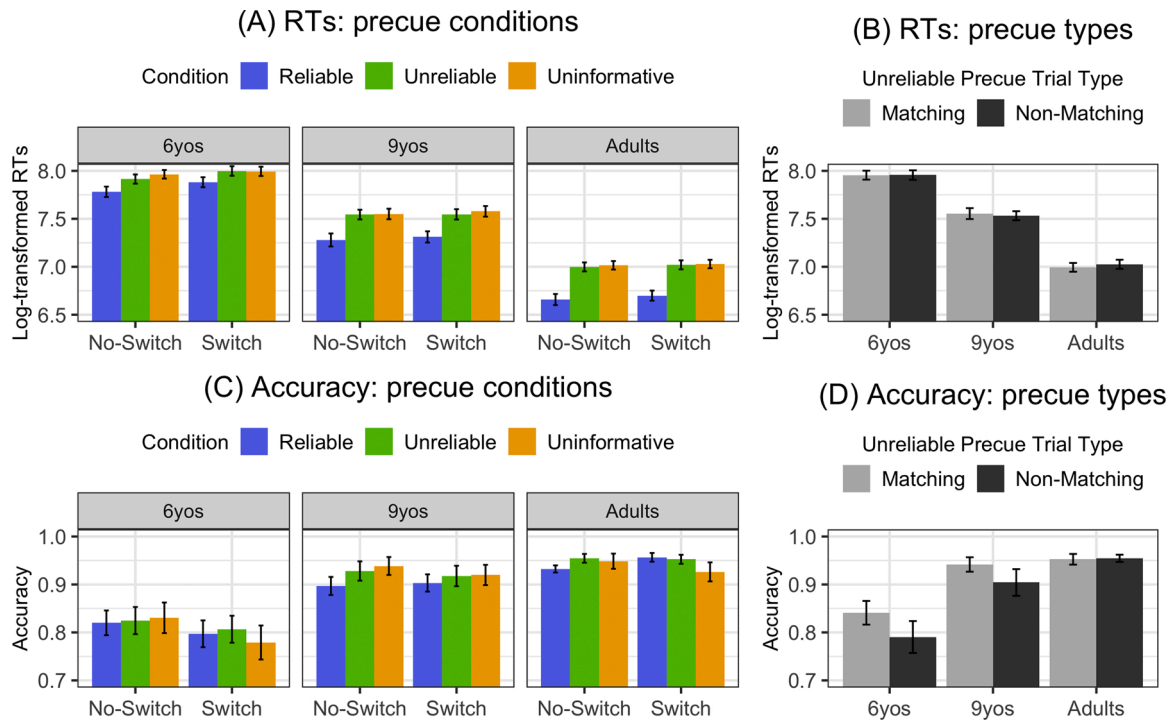 (A) RTs: precue conditions
Condition Reliable Unreliable Uninformative
6yos 9yos Adults
Log-transformed RTs
8.0
7.5
7.0
6.5
No-Switch Switch No-Switch Switch No-Switch Switch
(B) RTs: precue types
Unreliable Precue Trial Type
Matching Non-Matching
Log-transformed RTs
8.0
7.5
7.0
6.5
6yos 9yos Adults
(C) Accuracy: precue conditions
Condition Reliable Unreliable Uninformative
6yos 9yos Adults
Accuracy
1.0
0.9
0.8
0.7
No-Switch Switch No-Switch Switch No-Switch Switch
(D) Accuracy: precue types
Unreliable Precue Trial Type
Matching Non-Matching
Accuracy
1.0
0.9
0.8
0.7
6yos 9yos Adults